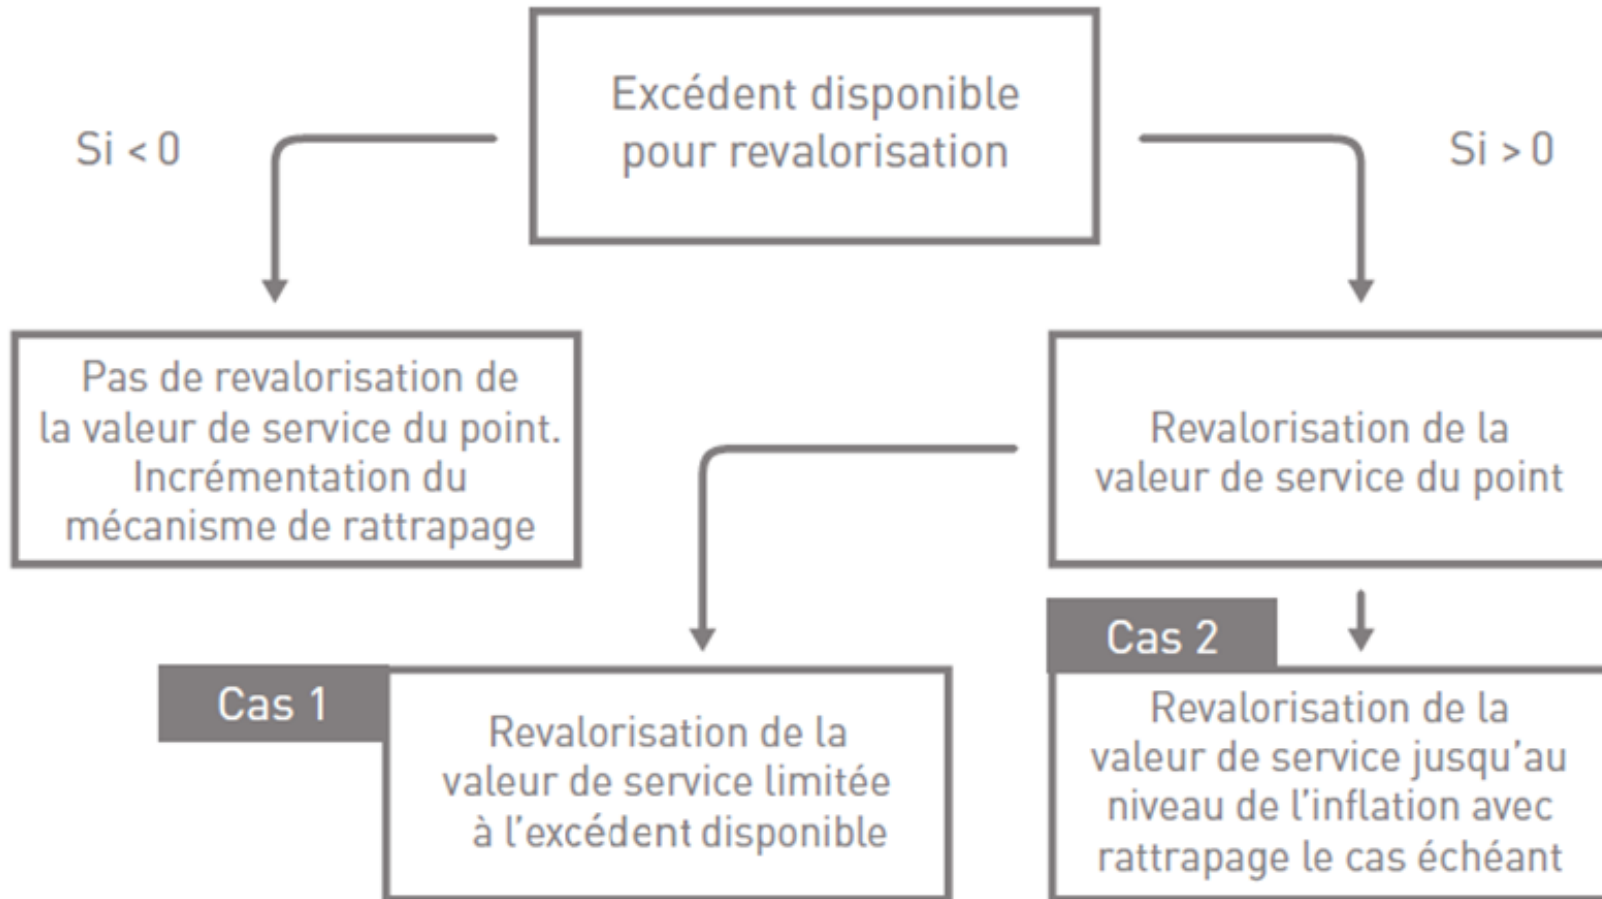 Excédent disponible
pour revalorisation
Si < 0
Si > 0
Pas de revalorisation de
la valeur de service du point.
Incrémentation du
mécanisme de rattrapage
Revalorisation de la
valeur de service du point
Cas 1
Revalorisation de la
valeur de service limitée
à l'excédent disponible
Cas 2
Revalorisation de la
valeur de service jusqu'au
niveau de l'inflation avec
rattrapage le cas échéant